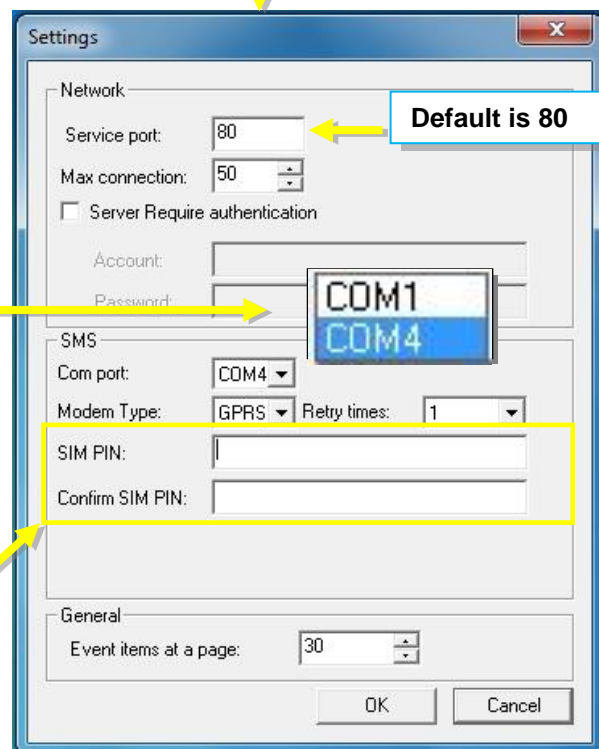 Settings
Network
Service port: 80
Default is 80
Max connection: 50
Server Require authentication
Account:
Password:
COM1
COM4
SMS
Com port: COM4
Modem Type: GPRS Retry times: 1
SIM PIN:
Confirm SIM PIN:
General
Event items at a page: 30
OK Cancel